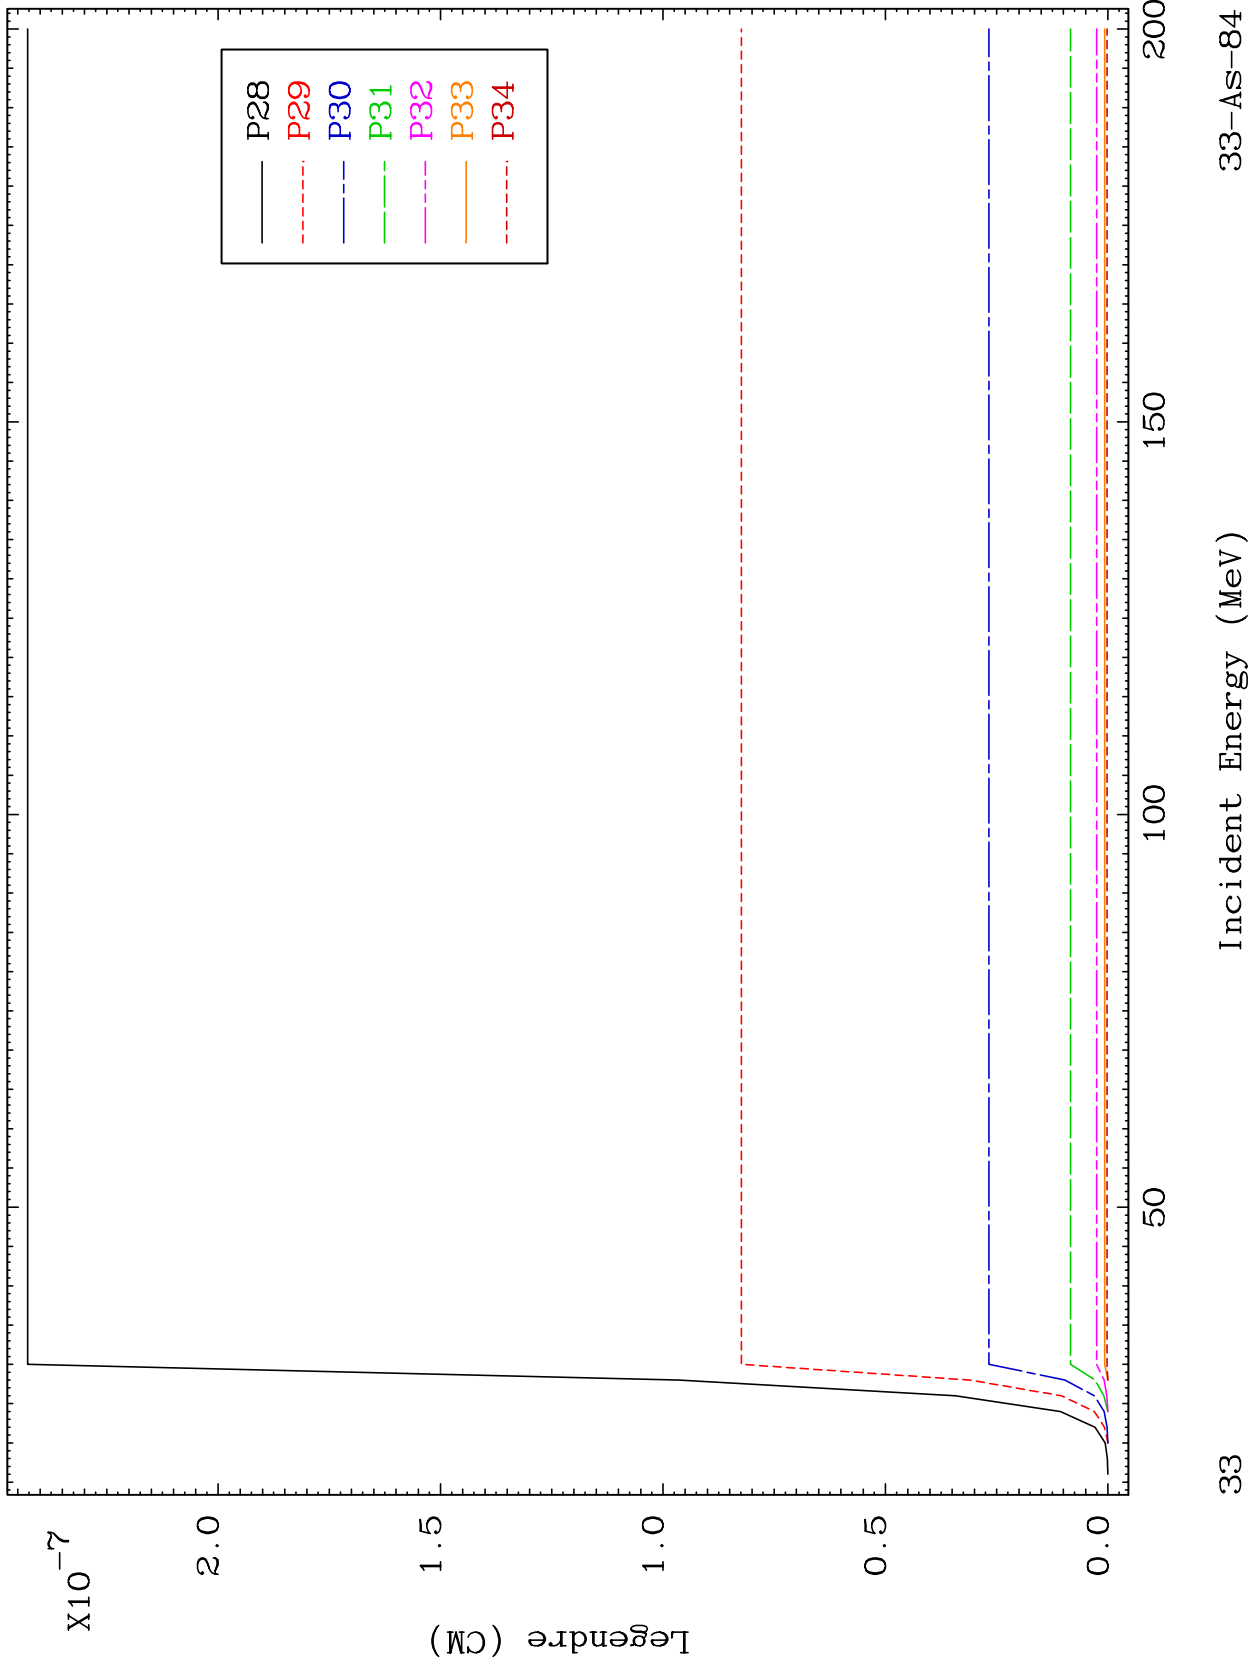 X10-7
2.0
1.5
1.0
0.5
0.0
Legendre (CM)
P28
P29
P30
P31
P32
P33
P34
50
100
150
200
Incident Energy (MeV)
33
33-As-84